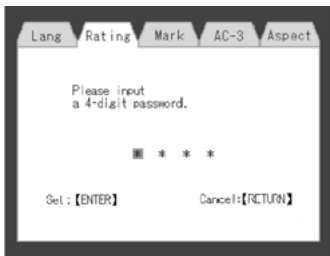 Lang Rating Mark AC-3 Aspect
Please input
a 4-digit password.
* * * *
Sel:【ENTER】 Cancel:【RETURN】